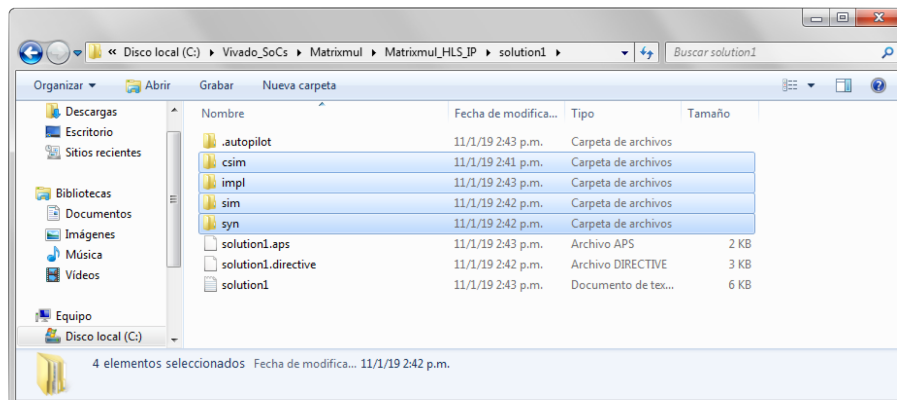 « Disco local (C:) ▸ Vivado_SoCs ▸ Matrixmul ▸ Matrixmul_HLS_IP ▸ solution1 ▸ Buscar solution1
Organizar Abrir Grabar Nueva carpeta
Descargas
Escritorio
Sitios recientes
Bibliotecas
Documentos
Imágenes
Música
Vídeos
Equipo
Disco local (C:)
Nombre Fecha de modifica... Tipo Tamaño
.autopilot 11/1/19 2:43 p.m. Carpeta de archivos
csim 11/1/19 2:41 p.m. Carpeta de archivos
impl 11/1/19 2:43 p.m. Carpeta de archivos
sim 11/1/19 2:42 p.m. Carpeta de archivos
syn 11/1/19 2:42 p.m. Carpeta de archivos
solution1.aps 11/1/19 2:43 p.m. Archivo APS 2 KB
solution1.directive 11/1/19 2:42 p.m. Archivo DIRECTIVE 3 KB
solution1 11/1/19 2:43 p.m. Documento de tex... 6 KB
4 elementos seleccionados Fecha de modifica... 11/1/19 2:42 p.m.